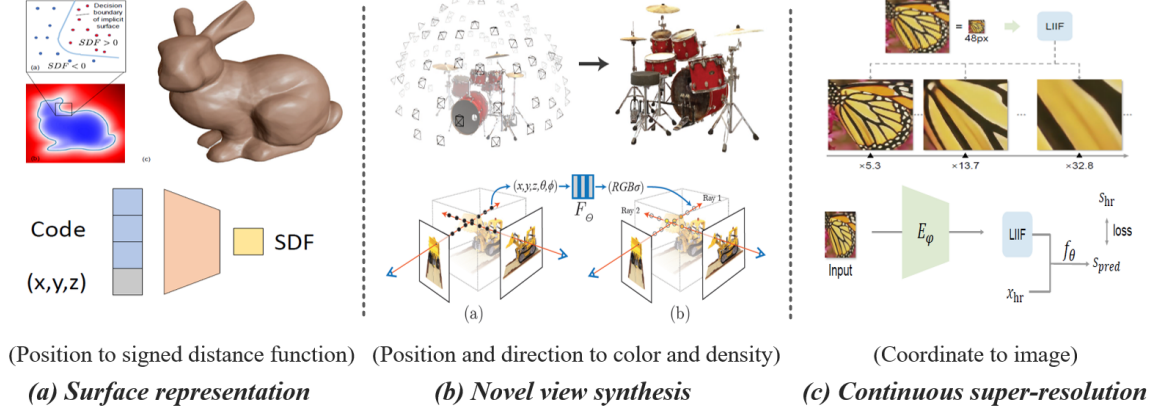 Decision
boundary
of implicit
surface
SDF > 0
(a)
SDF < 0
(c)
Code
(x,y,z)
SDF
(Position to signed distance function)
(a) Surface representation
(x,y,z,θ,ϕ)
(RGBσ)
F_Θ
Ray 1
Ray 2
(a)
(b)
(Position and direction to color and density)
(b) Novel view synthesis
=
48px
LIIF
...
...
×5.3
×13.7
×32.8
Input
E_φ
LIIF
f_θ
x_hr
s_hr
loss
s_pred
(Coordinate to image)
(c) Continuous super-resolution